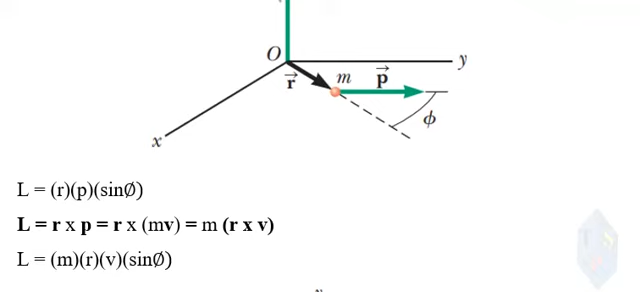 O
y
r
m
p
ϕ
x
L = (r)(p)(sinØ)
L = r x p = r x (mv) = m (r x v)
L = (m)(r)(v)(sinØ)